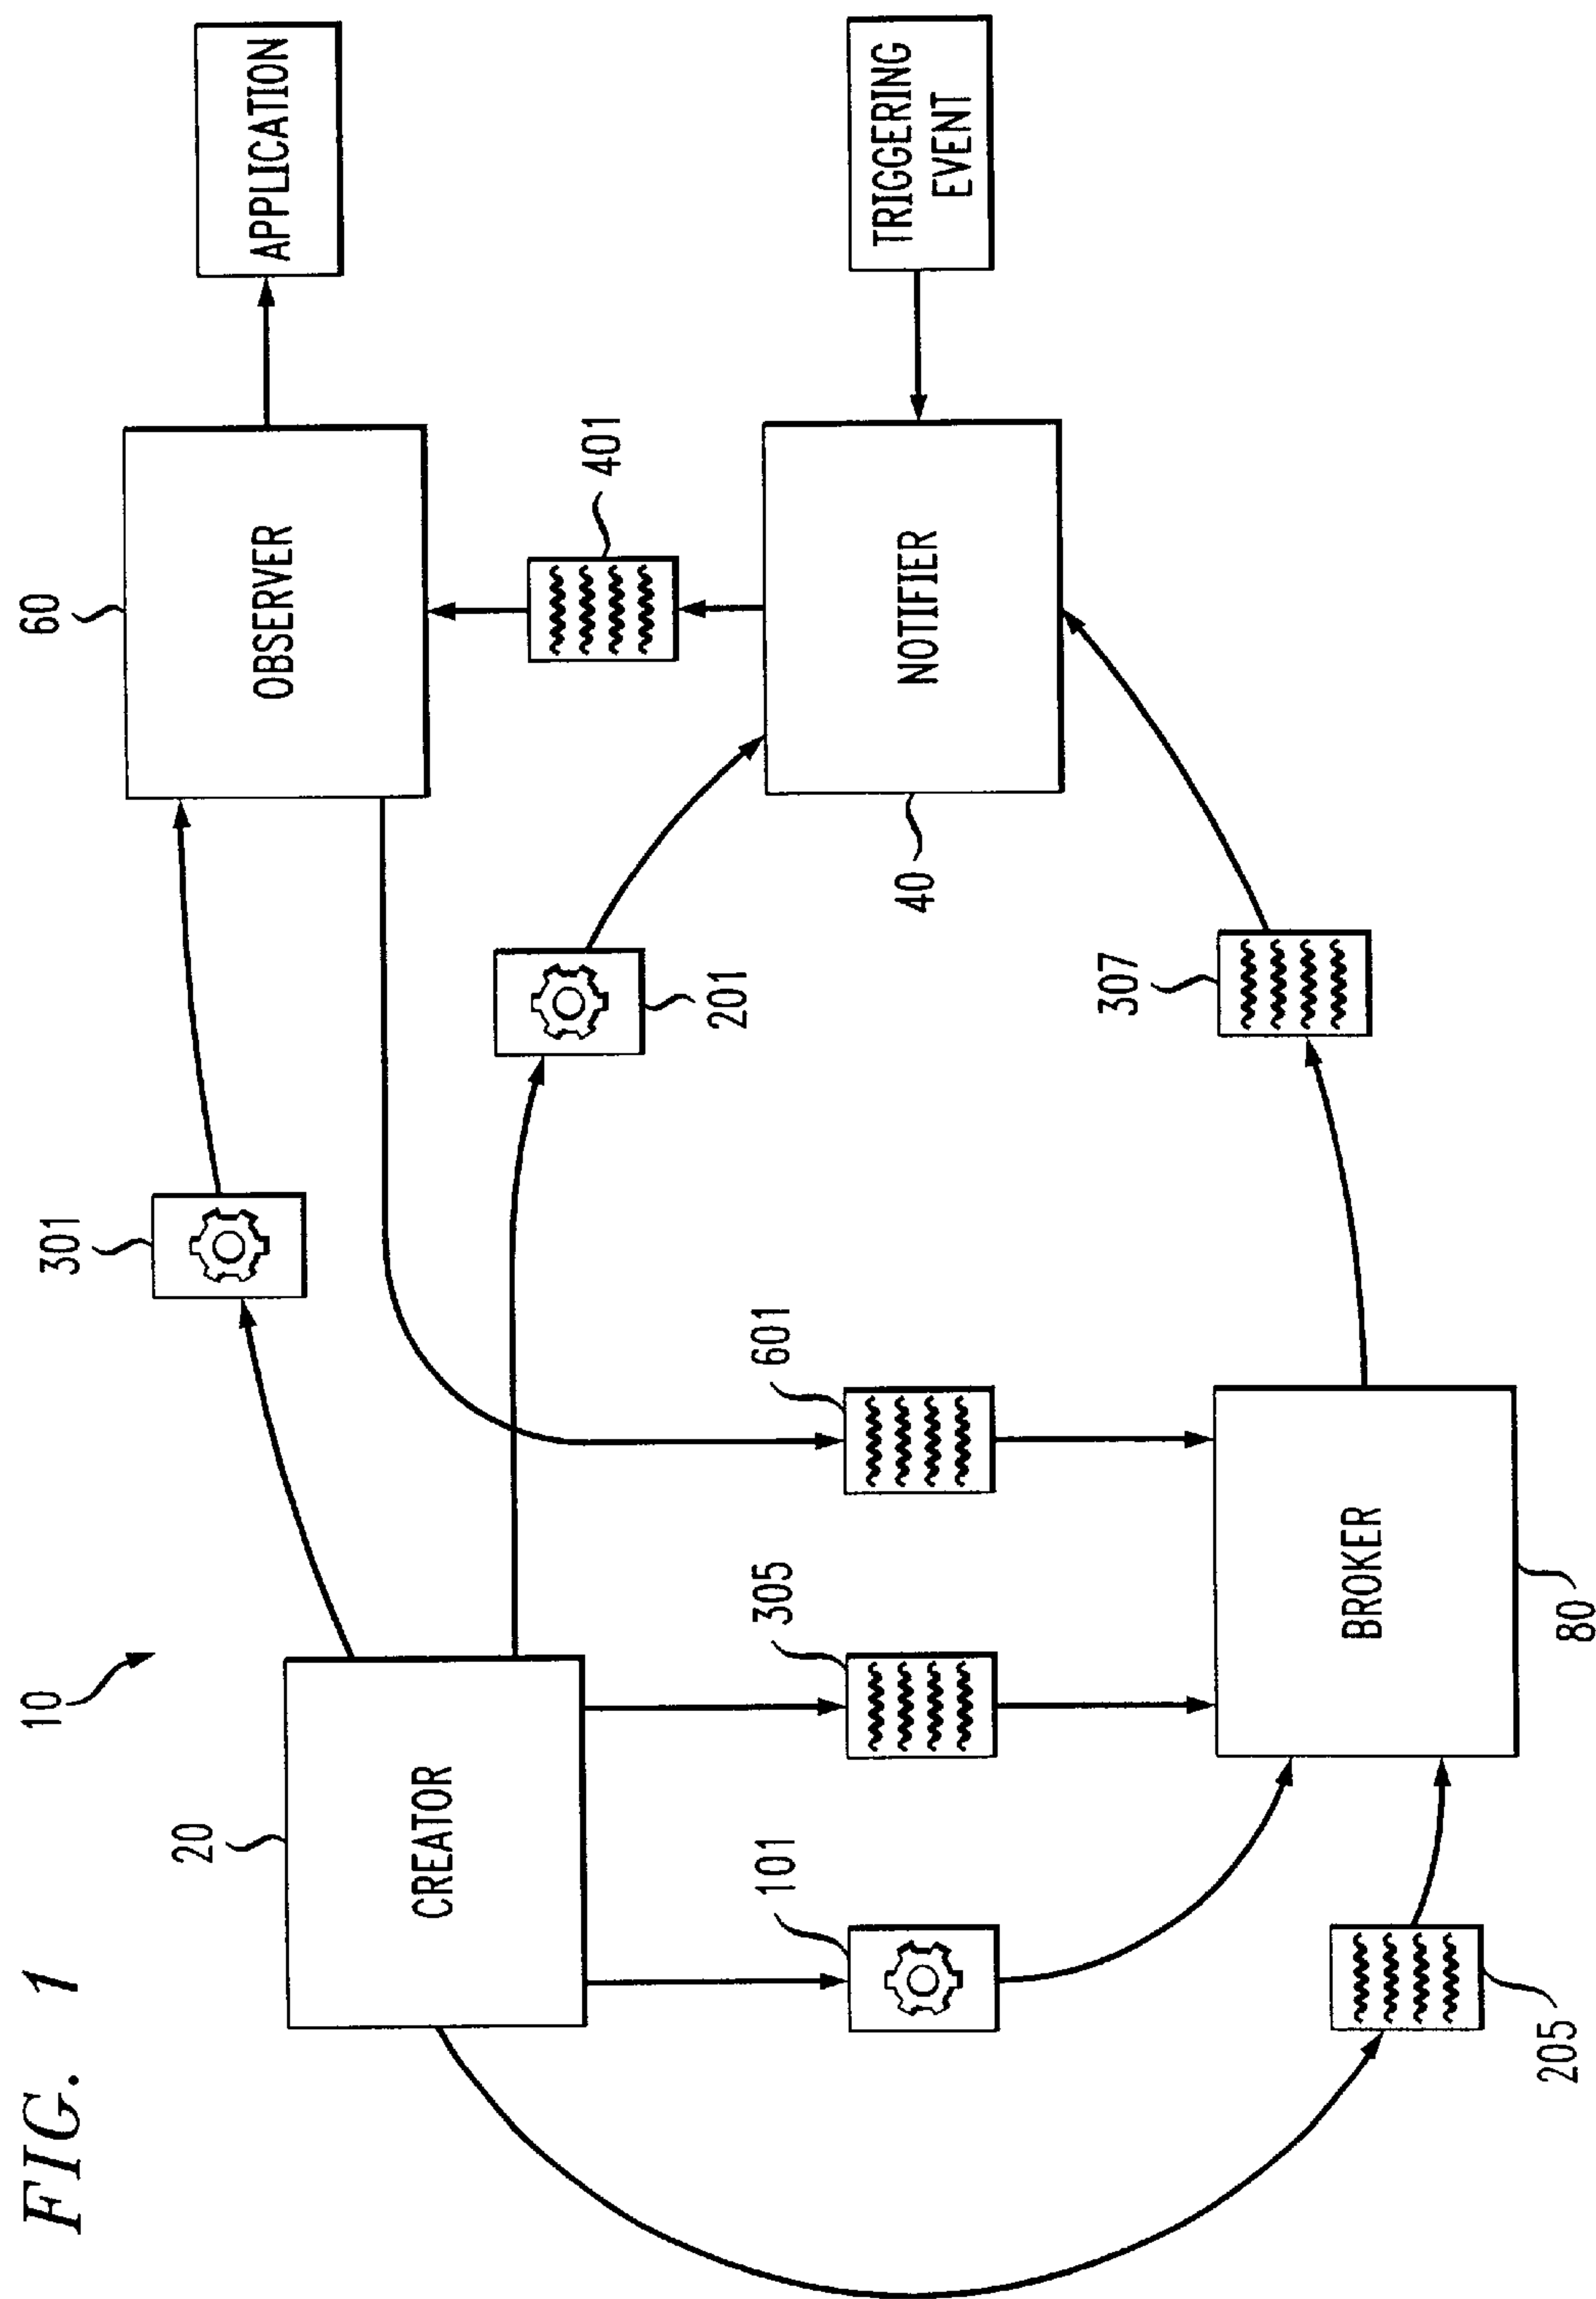 FIG. 1
10
20
CREATOR
301
60
OBSERVER
APPLICATION
401
201
101
305
601
40
NOTIFIER
TRIGGERING
EVENT
307
205
BROKER
80